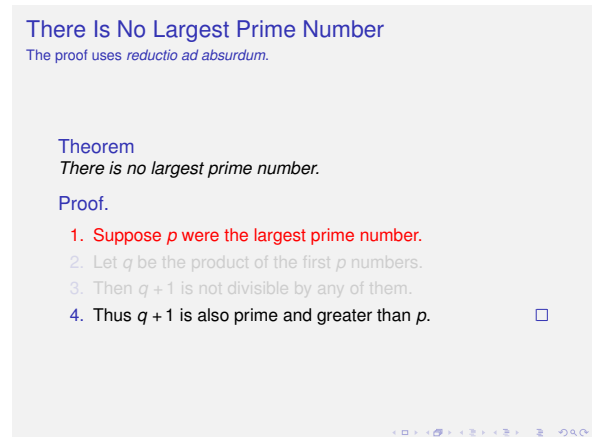 There Is No Largest Prime Number
The proof uses reductio ad absurdum.
Theorem
There is no largest prime number.
Proof.
1. Suppose p were the largest prime number.
2. Let q be the product of the first p numbers.
3. Then q + 1 is not divisible by any of them.
4. Thus q + 1 is also prime and greater than p.